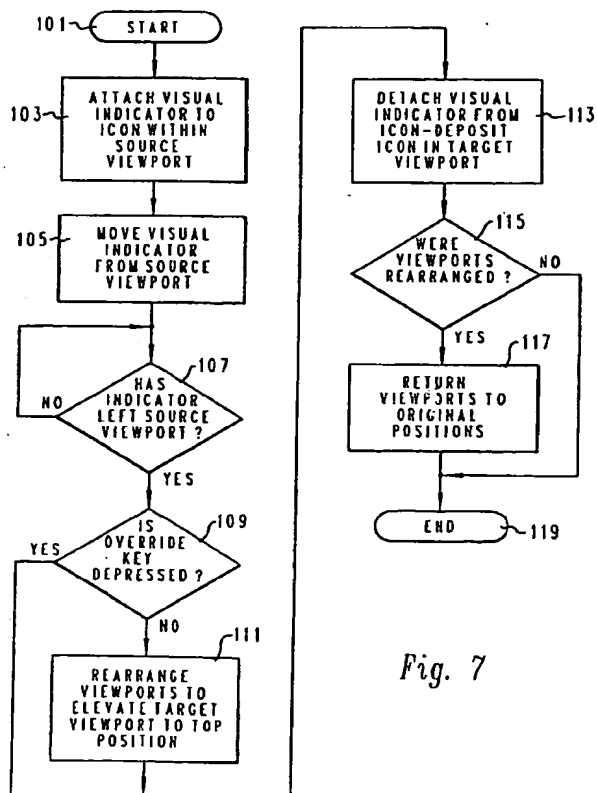 101
START
103
ATTACH VISUAL
INDICATOR TO
ICON WITHIN
SOURCE
VIEWPORT
105
MOVE VISUAL
INDICATOR
FROM SOURCE
VIEWPORT
107
HAS
INDICATOR
LEFT SOURCE
VIEWPORT?
NO
YES
109
IS
OVERRIDE
KEY
DEPRESSED?
YES
NO
111
REARRANGE
VIEWPORTS TO
ELEVATE TARGET
VIEWPORT TO TOP
POSITION
DETACH VISUAL
INDICATOR FROM
ICON-DEPOSIT
ICON IN TARGET
VIEWPORT
113
115
WERE
VIEWPORTS
REARRANGED?
NO
YES
117
RETURN
VIEWPORTS TO
ORIGINAL
POSITIONS
END
119
Fig. 7